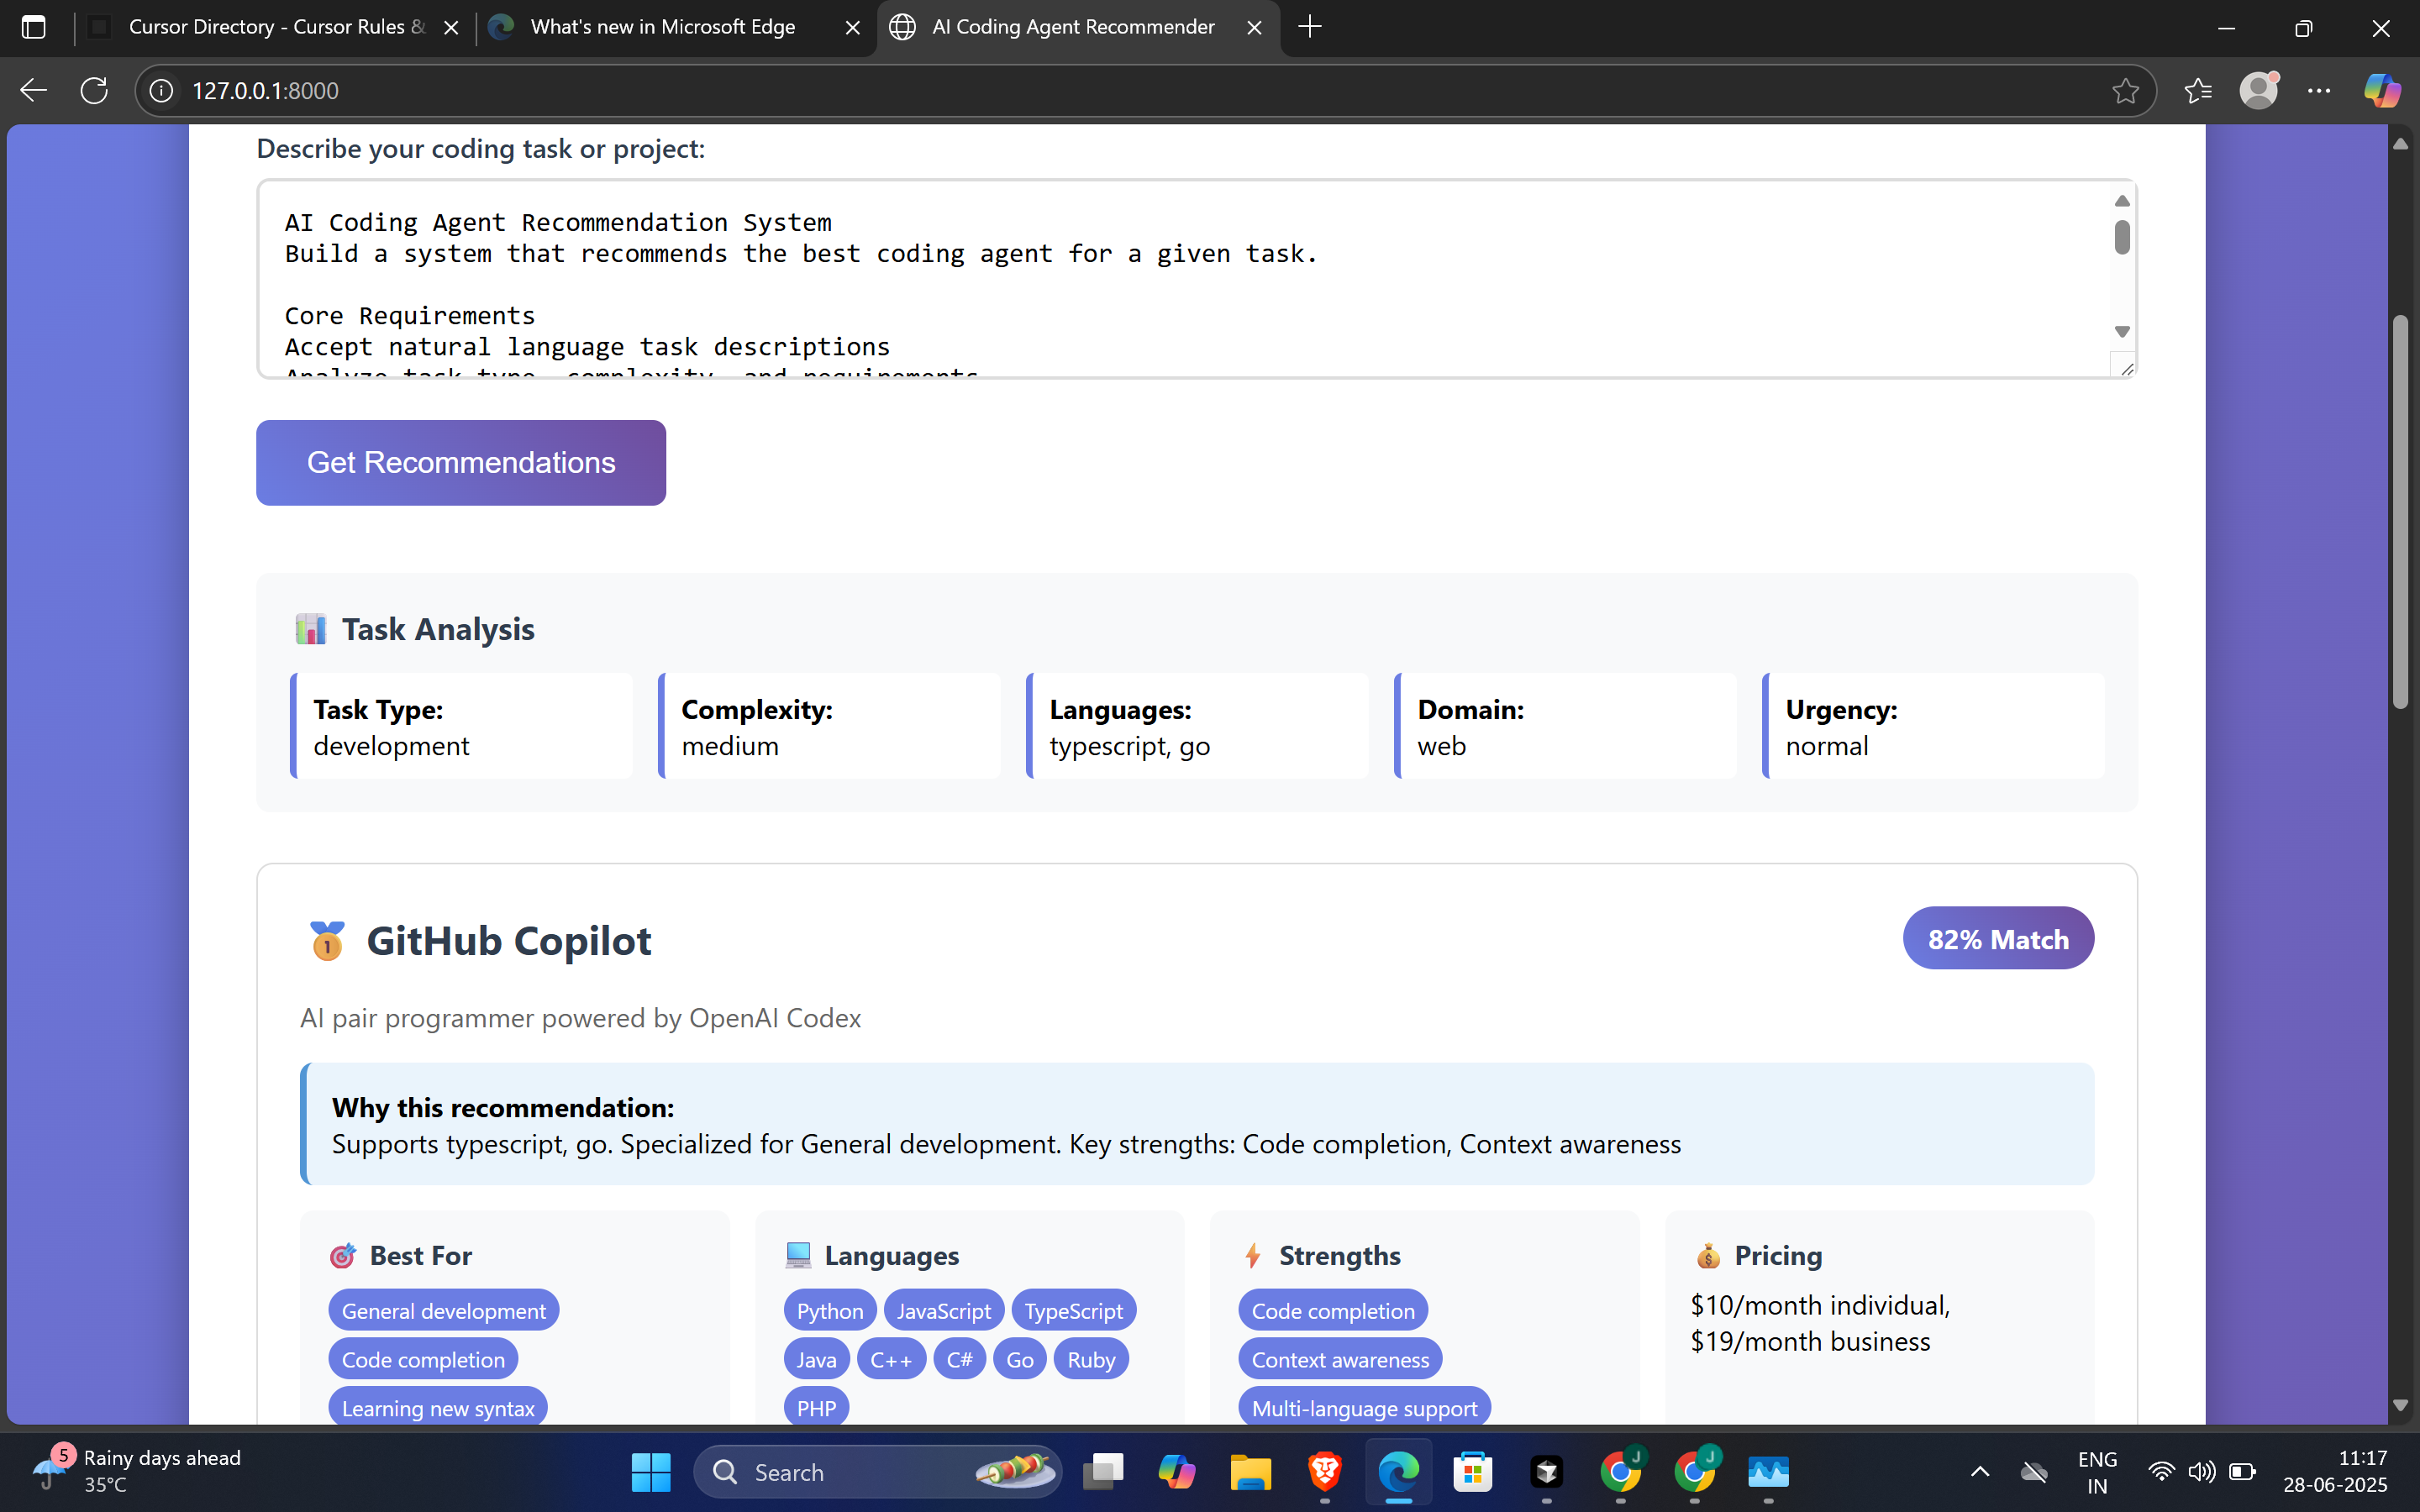 Cursor Directory - Cursor Rules &
What's new in Microsoft Edge
AI Coding Agent Recommender
127.0.0.1:8000
Describe your coding task or project:
AI Coding Agent Recommendation System
Build a system that recommends the best coding agent for a given task.
Core Requirements
Accept natural language task descriptions
Analyze task type, complexity, and requirements
Get Recommendations
Task Analysis
Task Type:
development
Complexity:
medium
Languages:
typescript, go
Domain:
web
Urgency:
normal
1
GitHub Copilot
82% Match
AI pair programmer powered by OpenAI Codex
Why this recommendation:
Supports typescript, go. Specialized for General development. Key strengths: Code completion, Context awareness
Best For
General development
Code completion
Learning new syntax
Languages
Python JavaScript TypeScript
Java C++ C# Go Ruby
PHP
Strengths
Code completion
Context awareness
Multi-language support
Pricing
$10/month individual,
$19/month business
5
Rainy days ahead
35°C
Search
J
J
ENG
IN
11:17
28-06-2025